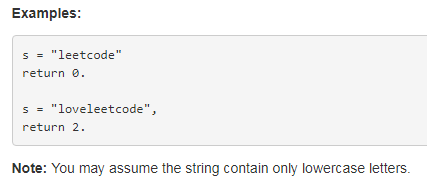 Examples:
s = "leetcode"
return 0.
s = "loveleetcode",
return 2.
Note: You may assume the string contain only lowercase letters.